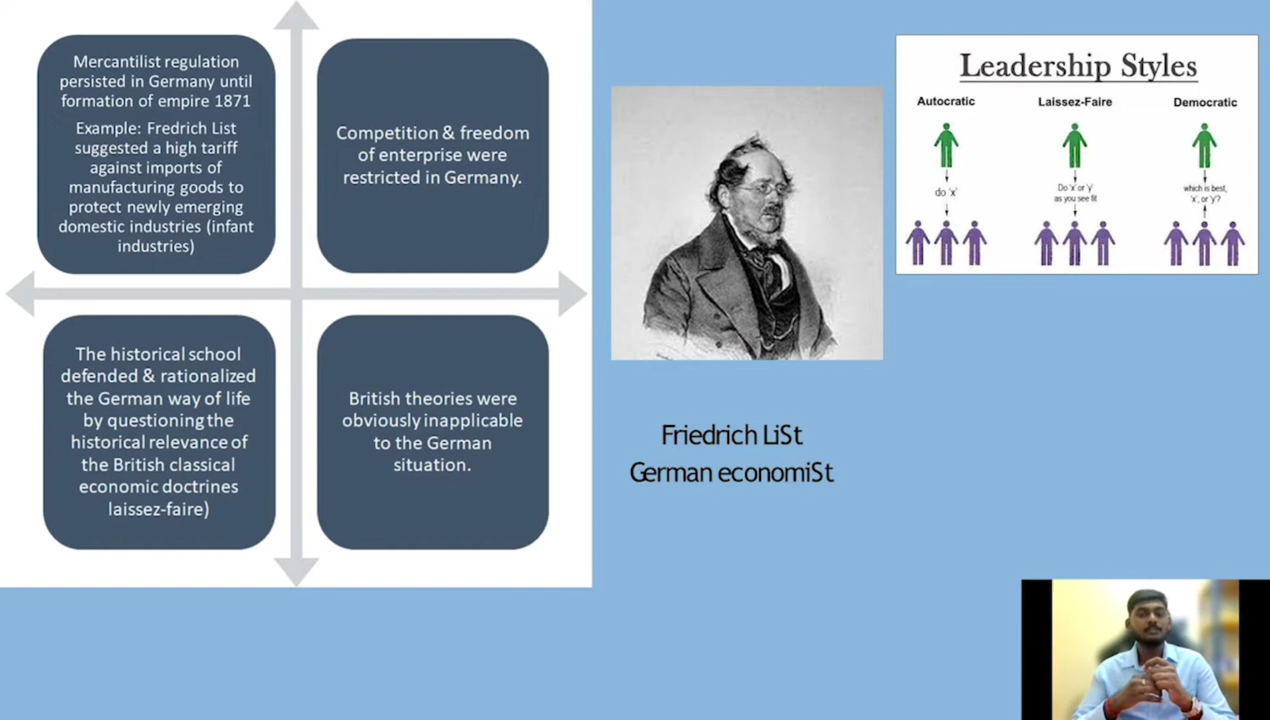 Mercantilist regulation
persisted in Germany until
formation of empire 1871
Example: Fredrich List
suggested a high tariff
against imports of
manufacturing goods to
protect newly emerging
domestic industries (infant
industries)
Competition & freedom
of enterprise were
restricted in Germany.
The historical school
defended & rationalized
the German way of life
by questioning the
historical relevance of
the British classical
economic doctrines
laissez-faire)
British theories were
obviously inapplicable
to the German
situation.
Friedrich LiSt
German economiSt
Leadership Styles
Autocratic
Laissez-Faire
Democratic
do 'x'
Do 'x' or 'y'
as you see fit
which is best,
'x', or 'y'?